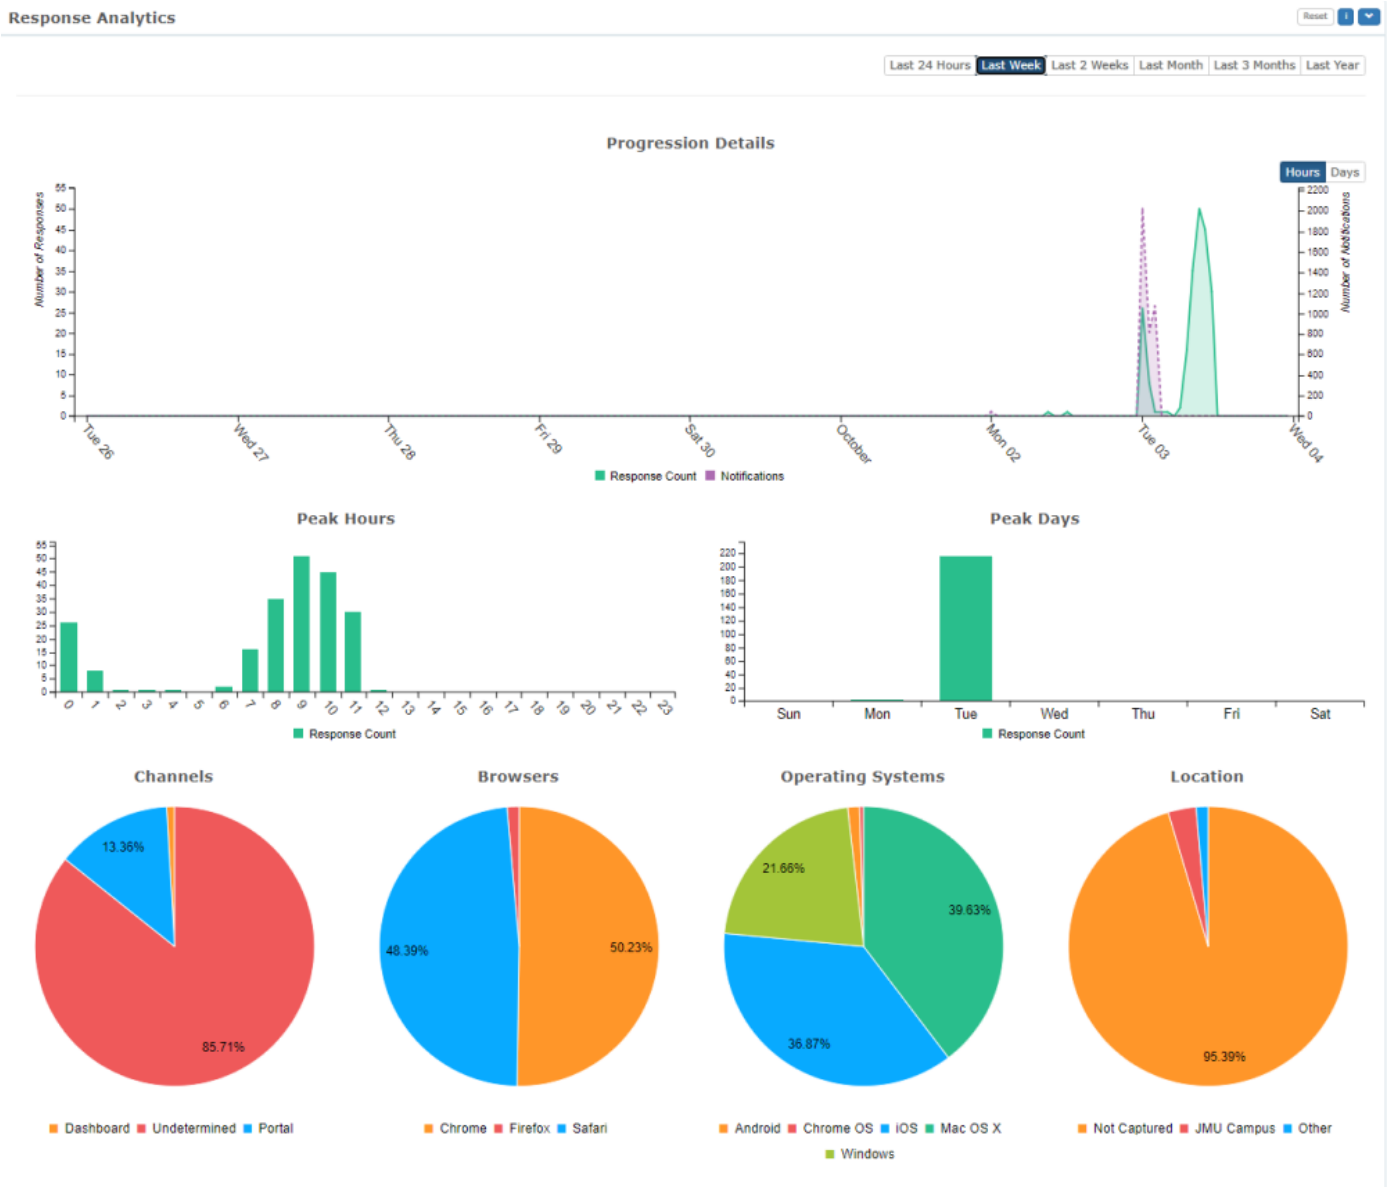 Response Analytics
Reset i
Last 24 Hours Last Week Last 2 Weeks Last Month Last 3 Months Last Year
Progression Details
Hours Days
Number of Responses
55
50
45
40
35
30
25
20
15
10
5
0
2200
2000
1800
1600
1400
1200
1000
800
600
400
200
0
Number of Notifications
Tue 26 Wed 27 Thu 28 Fri 29 Sat 30 October Mon 02 Tue 03 Wed 04
Response Count Notifications
Peak Hours
55
50
45
40
35
30
25
20
15
10
5
0
0 1 2 3 4 5 6 7 8 9 10 11 12 13 14 15 16 17 18 19 20 21 22 23
Response Count
Peak Days
220
200
180
160
140
120
100
80
60
40
20
0
Sun Mon Tue Wed Thu Fri Sat
Response Count
Channels
13.36%
85.71%
Dashboard Undetermined Portal
Browsers
48.39%
50.23%
Chrome Firefox Safari
Operating Systems
21.66%
39.63%
36.87%
Android Chrome OS iOS Mac OS X
Windows
Location
95.39%
Not Captured JMU Campus Other